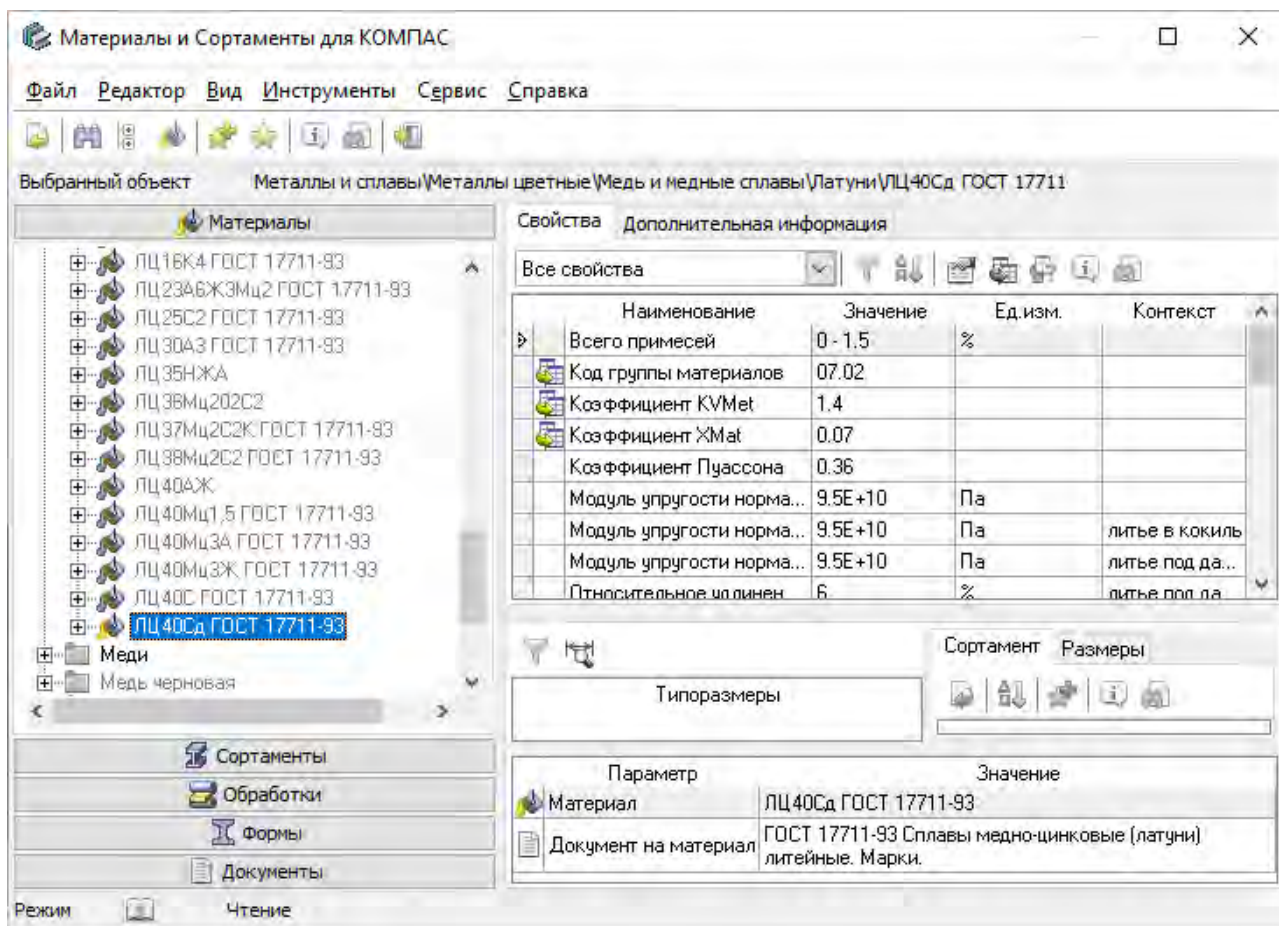 Материалы и Сортаменты для КОМПАС
Файл Редактор Вид Инструменты Сервис Справка
Выбранный объект Металлы и сплавы\Металлы цветные\Медь и медные сплавы\Латуни\ЛЦ40Сд ГОСТ 17711
Материалы
ЛЦ16К4 ГОСТ 17711-93
ЛЦ23А6Ж3Мц2 ГОСТ 17711-93
ЛЦ25С2 ГОСТ 17711-93
ЛЦ30А3 ГОСТ 17711-93
ЛЦ35НЖА
ЛЦ36Мц202С2
ЛЦ37Мц2С2К ГОСТ 17711-93
ЛЦ38Мц2С2 ГОСТ 17711-93
ЛЦ40АЖ
ЛЦ40Мц1,5 ГОСТ 17711-93
ЛЦ40Мц3А ГОСТ 17711-93
ЛЦ40Мц3Ж ГОСТ 17711-93
ЛЦ40С ГОСТ 17711-93
ЛЦ40Сд ГОСТ 17711-93
Меди
Медь черновая
Сортаменты
Обработки
Формы
Документы
Свойства Дополнительная информация
Все свойства
Наименование Значение Ед.изм. Контекст
Всего примесей 0 - 1.5 %
Код группы материалов 07.02
Коэффициент KVMet 1.4
Коэффициент XMat 0.07
Коэффициент Пуассона 0.36
Модуль упругости норма... 9.5E+10 Па
Модуль упругости норма... 9.5E+10 Па литье в кокиль
Модуль упругости норма... 9.5E+10 Па литье под да...
Относительное удлинен 6 % литье под да
Сортамент Размеры
Типоразмеры
Параметр Значение
Материал ЛЦ40Сд ГОСТ 17711-93
Документ на материал ГОСТ 17711-93 Сплавы медно-цинковые (латуни)
литейные. Марки.
Режим Чтение